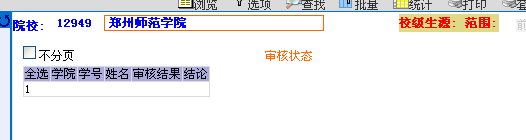 浏览 选项 查找 批量 统计 打印
院校: 12949 郑州师范学院 校级生源: 范围:
不分页 审核状态
全选 学院 学号 姓名 审核结果 结论
1